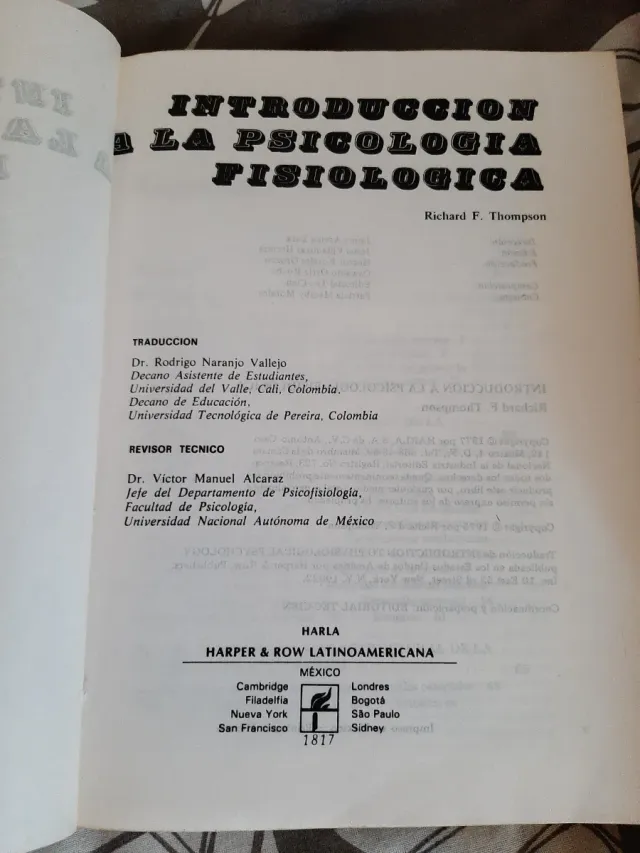 INTRODUCCION
A LA PSICOLOGIA
FISIOLOGICA
Richard F. Thompson
TRADUCCION
Dr. Rodrigo Naranjo Vallejo
Decano Asistente de Estudiantes,
Universidad del Valle, Cali, Colombia.
Decano de Educación,
Universidad Tecnológica de Pereira, Colombia
REVISOR TECNICO
Dr. Víctor Manuel Alcaraz
Jefe del Departamento de Psicofisiología,
Facultad de Psicología,
Universidad Nacional Autónoma de México
HARLA
HARPER & ROW LATINOAMERICANA
MÉXICO
Cambridge
Filadelfia
Nueva York
San Francisco
Londres
Bogotá
São Paulo
Sidney
1817